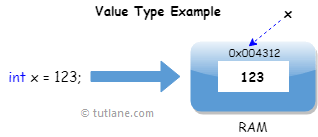 Value Type Example
x
0x004312
int x = 123;
123
© tutlane.com
RAM